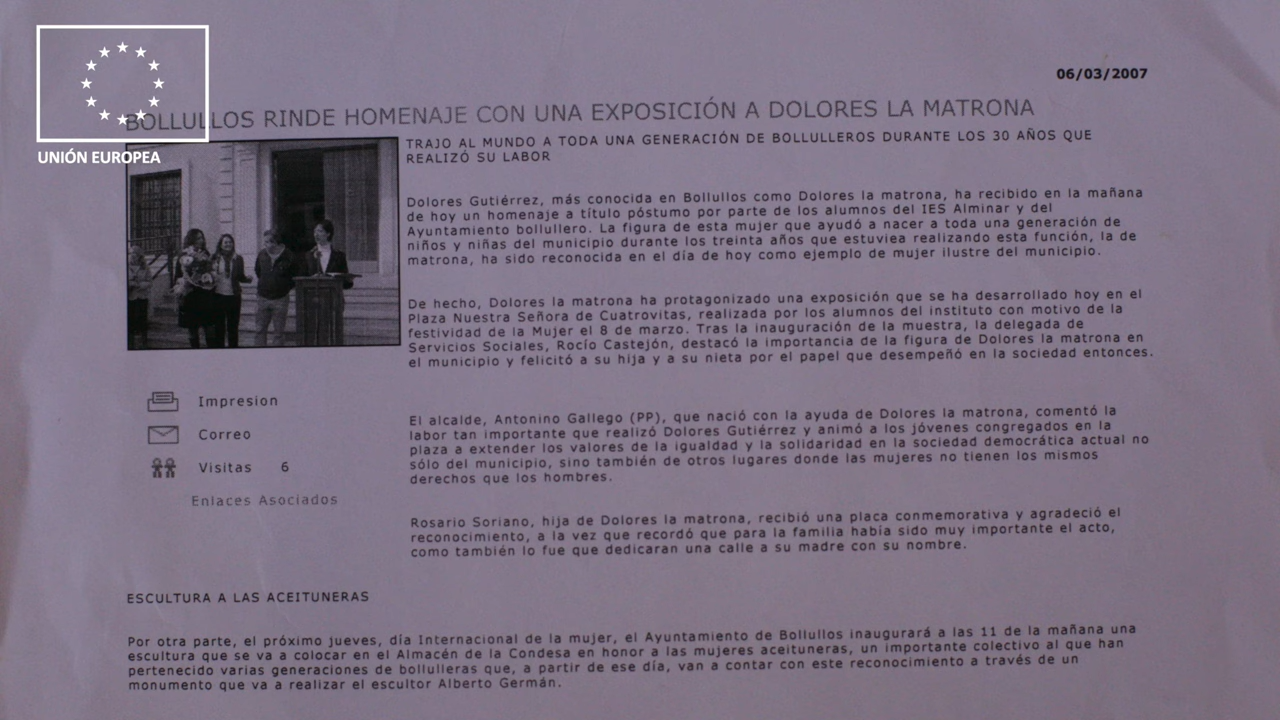 UNIÓN EUROPEA
06/03/2007
BOLLULLOS RINDE HOMENAJE CON UNA EXPOSICIÓN A DOLORES LA MATRONA
TRAJO AL MUNDO A TODA UNA GENERACIÓN DE BOLLULLEROS DURANTE LOS 30 AÑOS QUE
REALIZÓ SU LABOR
Dolores Gutiérrez, más conocida en Bollullos como Dolores la matrona, ha recibido en la mañana
de hoy un homenaje a título póstumo por parte de los alumnos del IES Alminar y del
Ayuntamiento bollullero. La figura de esta mujer que ayudó a nacer a toda una generación de
niños y niñas del municipio durante los treinta años que estuviea realizando esta función, la de
matrona, ha sido reconocida en el día de hoy como ejemplo de mujer ilustre del municipio.
De hecho, Dolores la matrona ha protagonizado una exposición que se ha desarrollado hoy en el
Plaza Nuestra Señora de Cuatrovitas, realizada por los alumnos del instituto con motivo de la
festividad de la Mujer el 8 de marzo. Tras la inauguración de la muestra, la delegada de
Servicios Sociales, Rocío Castejón, destacó la importancia de la figura de Dolores la matrona en
el municipio y felicitó a su hija y a su nieta por el papel que desempeñó en la sociedad entonces.
El alcalde, Antonino Gallego (PP), que nació con la ayuda de Dolores la matrona, comentó la
labor tan importante que realizó Dolores Gutiérrez y animó a los jóvenes congregados en la
plaza a extender los valores de la igualdad y la solidaridad en la sociedad democrática actual no
sólo del municipio, sino también de otros lugares donde las mujeres no tienen los mismos
derechos que los hombres.
Rosario Soriano, hija de Dolores la matrona, recibió una placa conmemorativa y agradeció el
reconocimiento, a la vez que recordó que para la familia había sido muy importante el acto,
como también lo fue que dedicaran una calle a su madre con su nombre.
Impresion
Correo
Visitas 6
Enlaces Asociados
ESCULTURA A LAS ACEITUNERAS
Por otra parte, el próximo jueves, día Internacional de la mujer, el Ayuntamiento de Bollullos inaugurará a las 11 de la mañana una
escultura que se va a colocar en el Almacén de la Condesa en honor a las mujeres aceituneras, un importante colectivo al que han
pertenecido varias generaciones de bollulleras que, a partir de ese día, van a contar con este reconocimiento a través de un
monumento que va a realizar el escultor Alberto Germán.